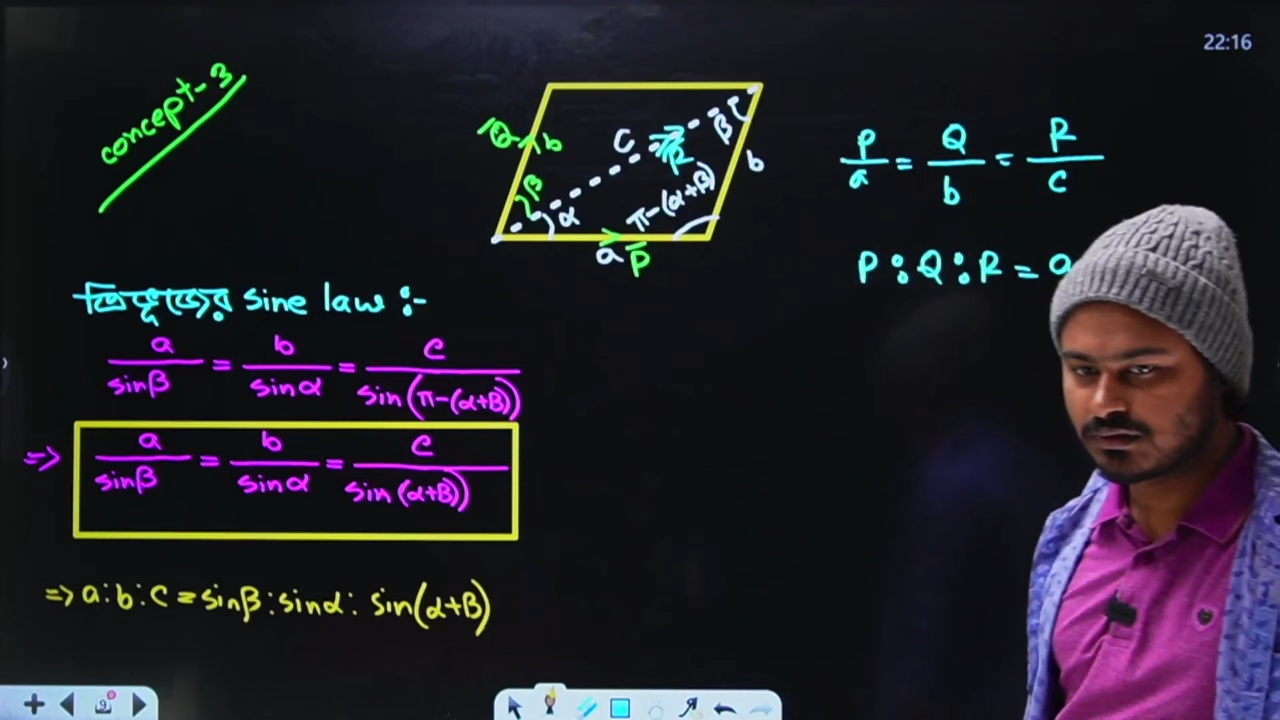 22:16
concept-3
Q b
C
R
β
b
β
α
π-(α+β)
a P
P/a = Q/b = R/c
P : Q : R = a
ত্রিভূজের sine law :-
a/sinβ = b/sinα = c/sin(π-(α+β))
=> a/sinβ = b/sinα = c/sin (α+β))
=> a:b:c = sinβ:sinα: sin(α+β)